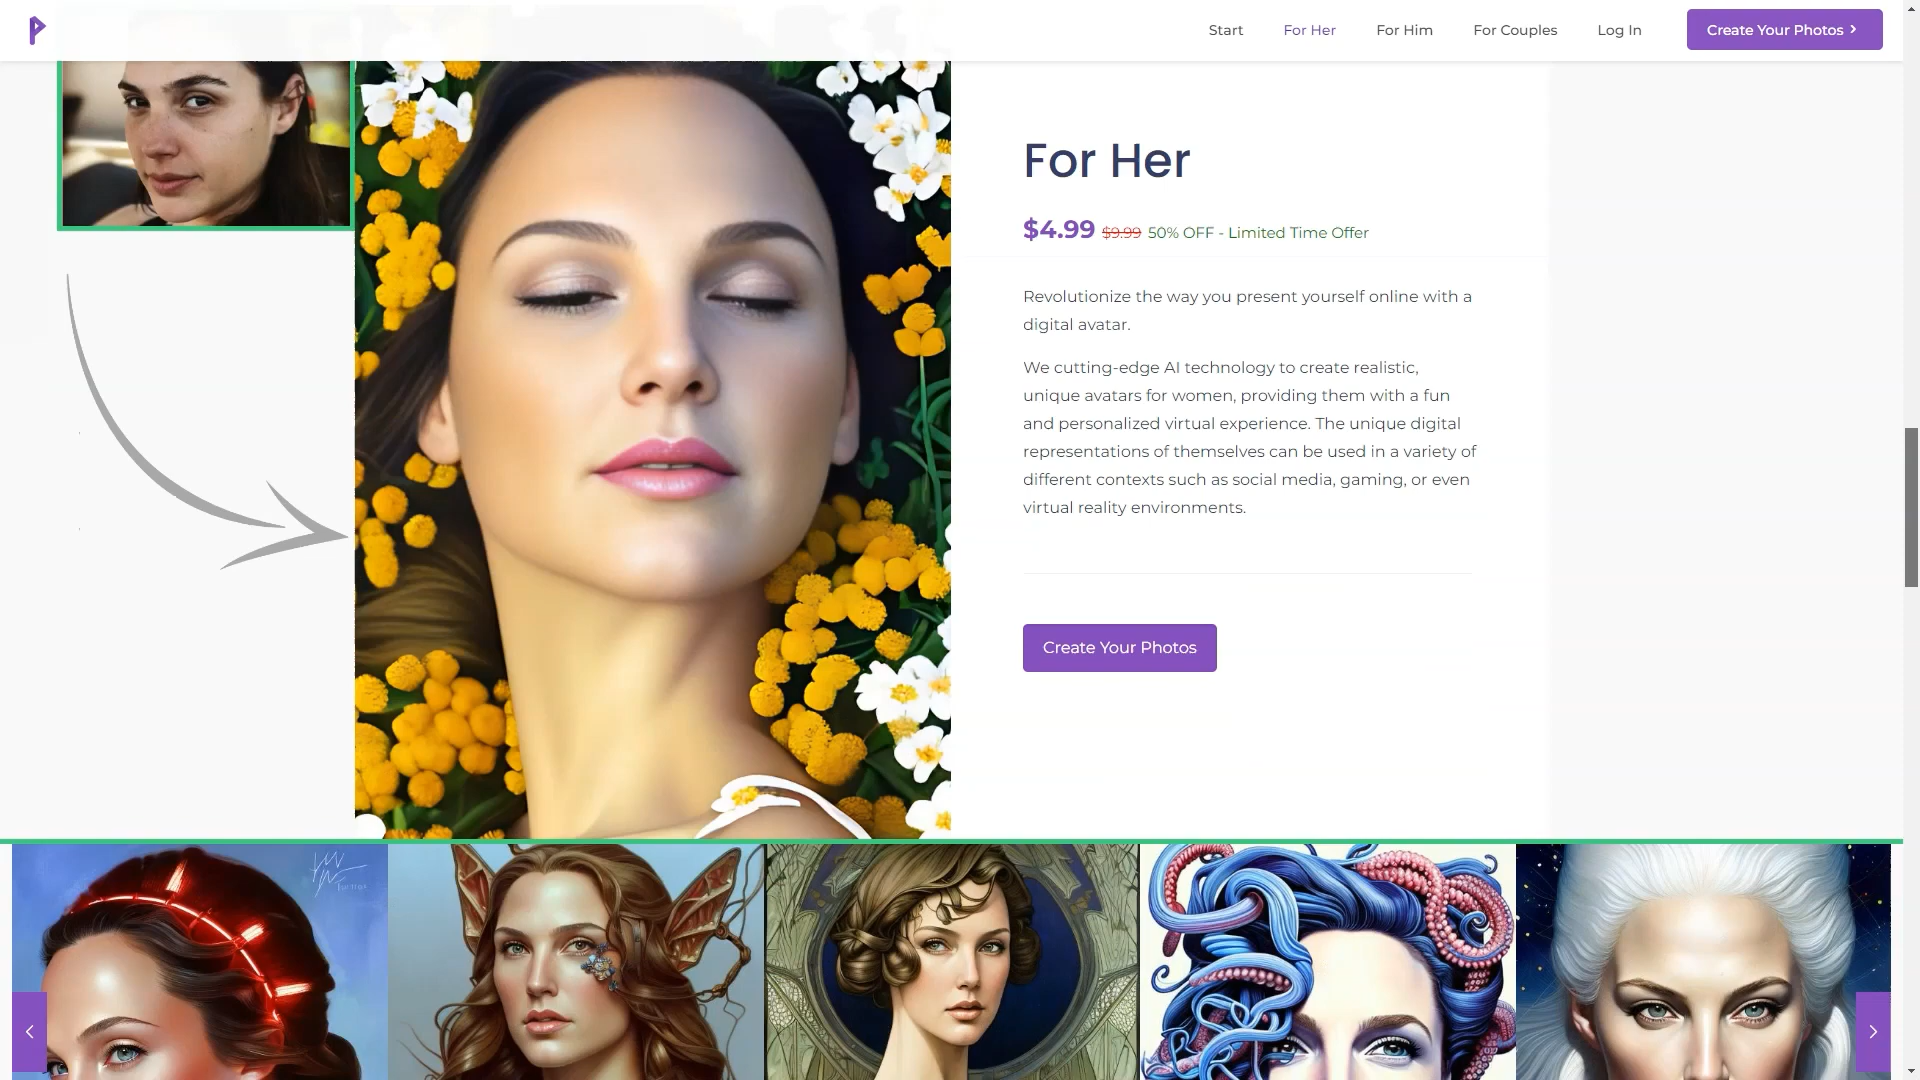 Start
For Her
For Him
For Couples
Log In
Create Your Photos
For Her
$4.99 $9.99 50% OFF - Limited Time Offer
Revolutionize the way you present yourself online with a
digital avatar.
We cutting-edge AI technology to create realistic,
unique avatars for women, providing them with a fun
and personalized virtual experience. The unique digital
representations of themselves can be used in a variety of
different contexts such as social media, gaming, or even
virtual reality environments.
Create Your Photos